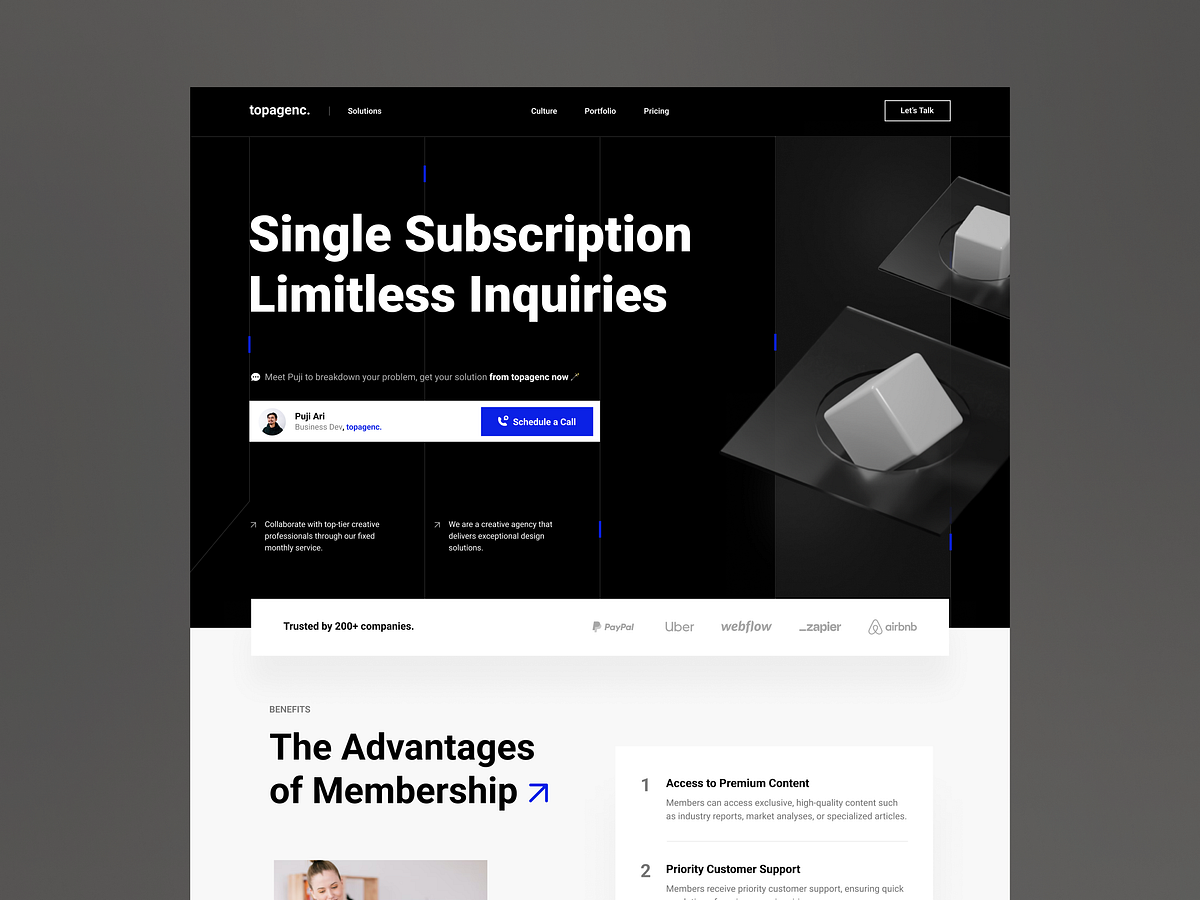 topagenc.
Solutions
Culture
Portfolio
Pricing
Let's Talk
Single Subscription
Limitless Inquiries
Meet Puji to breakdown your problem, get your solution from topagenc now
Puji Ari
Business Dev, topagenc.
Schedule a Call
Collaborate with top-tier creative
professionals through our fixed
monthly service.
We are a creative agency that
delivers exceptional design
solutions.
Trusted by 200+ companies.
PayPal
Uber
webflow
_zapier
airbnb
BENEFITS
The Advantages
of Membership
1
Access to Premium Content
Members can access exclusive, high-quality content such
as industry reports, market analyses, or specialized articles.
2
Priority Customer Support
Members receive priority customer support, ensuring quick